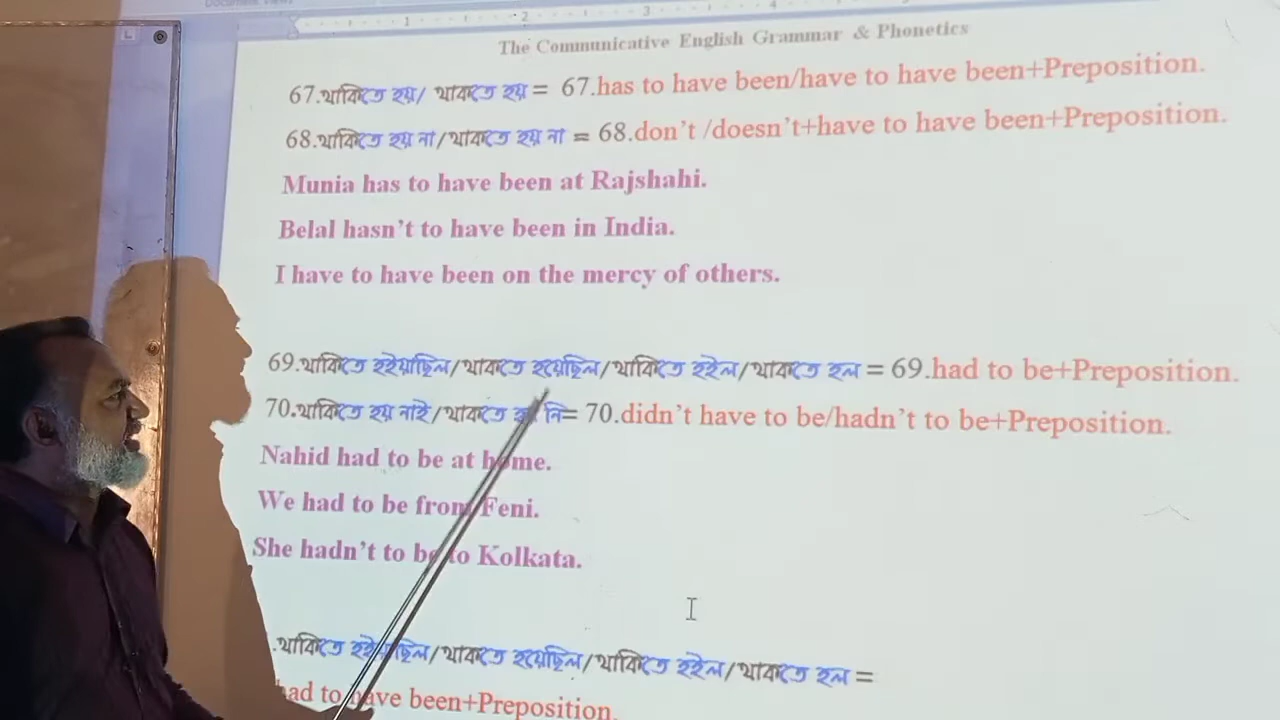 The Communicative English Grammar & Phonetics
67.থাকিতে হয়/ থাকতে হয় = 67.has to have been/have to have been+Preposition.
68.থাকিতে হয় না/থাকতে হয় না = 68.don't /doesn't+have to have been+Preposition.
Munia has to have been at Rajshahi.
Belal hasn't to have been in India.
I have to have been on the mercy of others.
69.থাকিতে হইয়াছিল/থাকতে হয়েছিল/থাকিতে হইল/থাকতে হল = 69.had to be+Preposition.
70.থাকিতে হয় নাই/থাকতে হয় নি= 70.didn't have to be/hadn't to be+Preposition.
Nahid had to be at home.
We had to be from Feni.
She hadn't to be to Kolkata.
.থাকিতে হইয়াছিল/থাকতে হয়েছিল/থাকিতে হইল/থাকতে হল =
had to have been+Preposition.